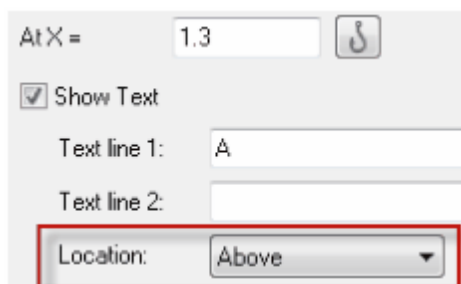 At X = 1.3
Show Text
Text line 1: A
Text line 2:
Location: Above